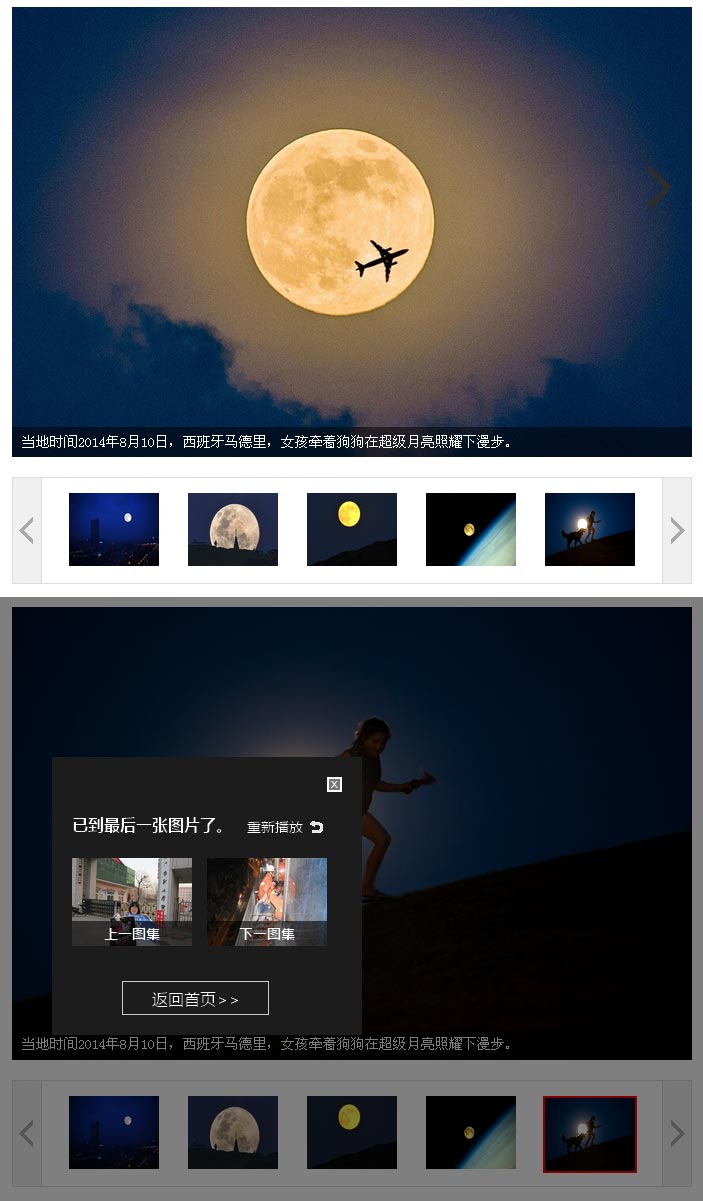 当地时间2014年8月10日，西班牙马德里，女孩牵着狗狗在超级月亮照耀下漫步。
已到最后一张图片了。 重新播放
上一图集 下一图集
返回首页>>
当地时间2014年8月10日，西班牙马德里，女孩牵着狗狗在超级月亮照耀下漫步。